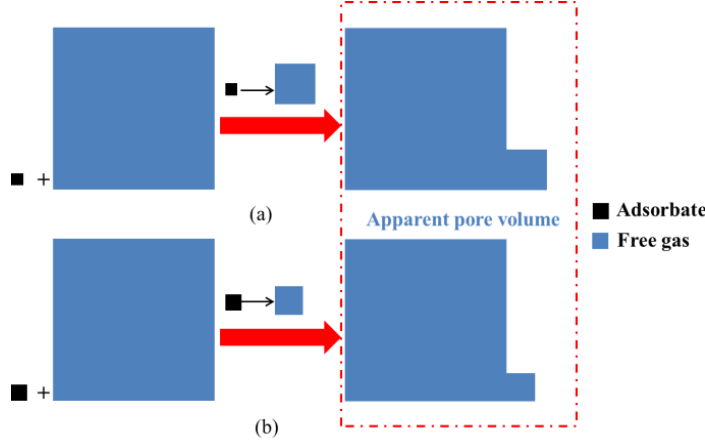 +
(a)
Apparent pore volume
Adsorbate
Free gas
+
(b)